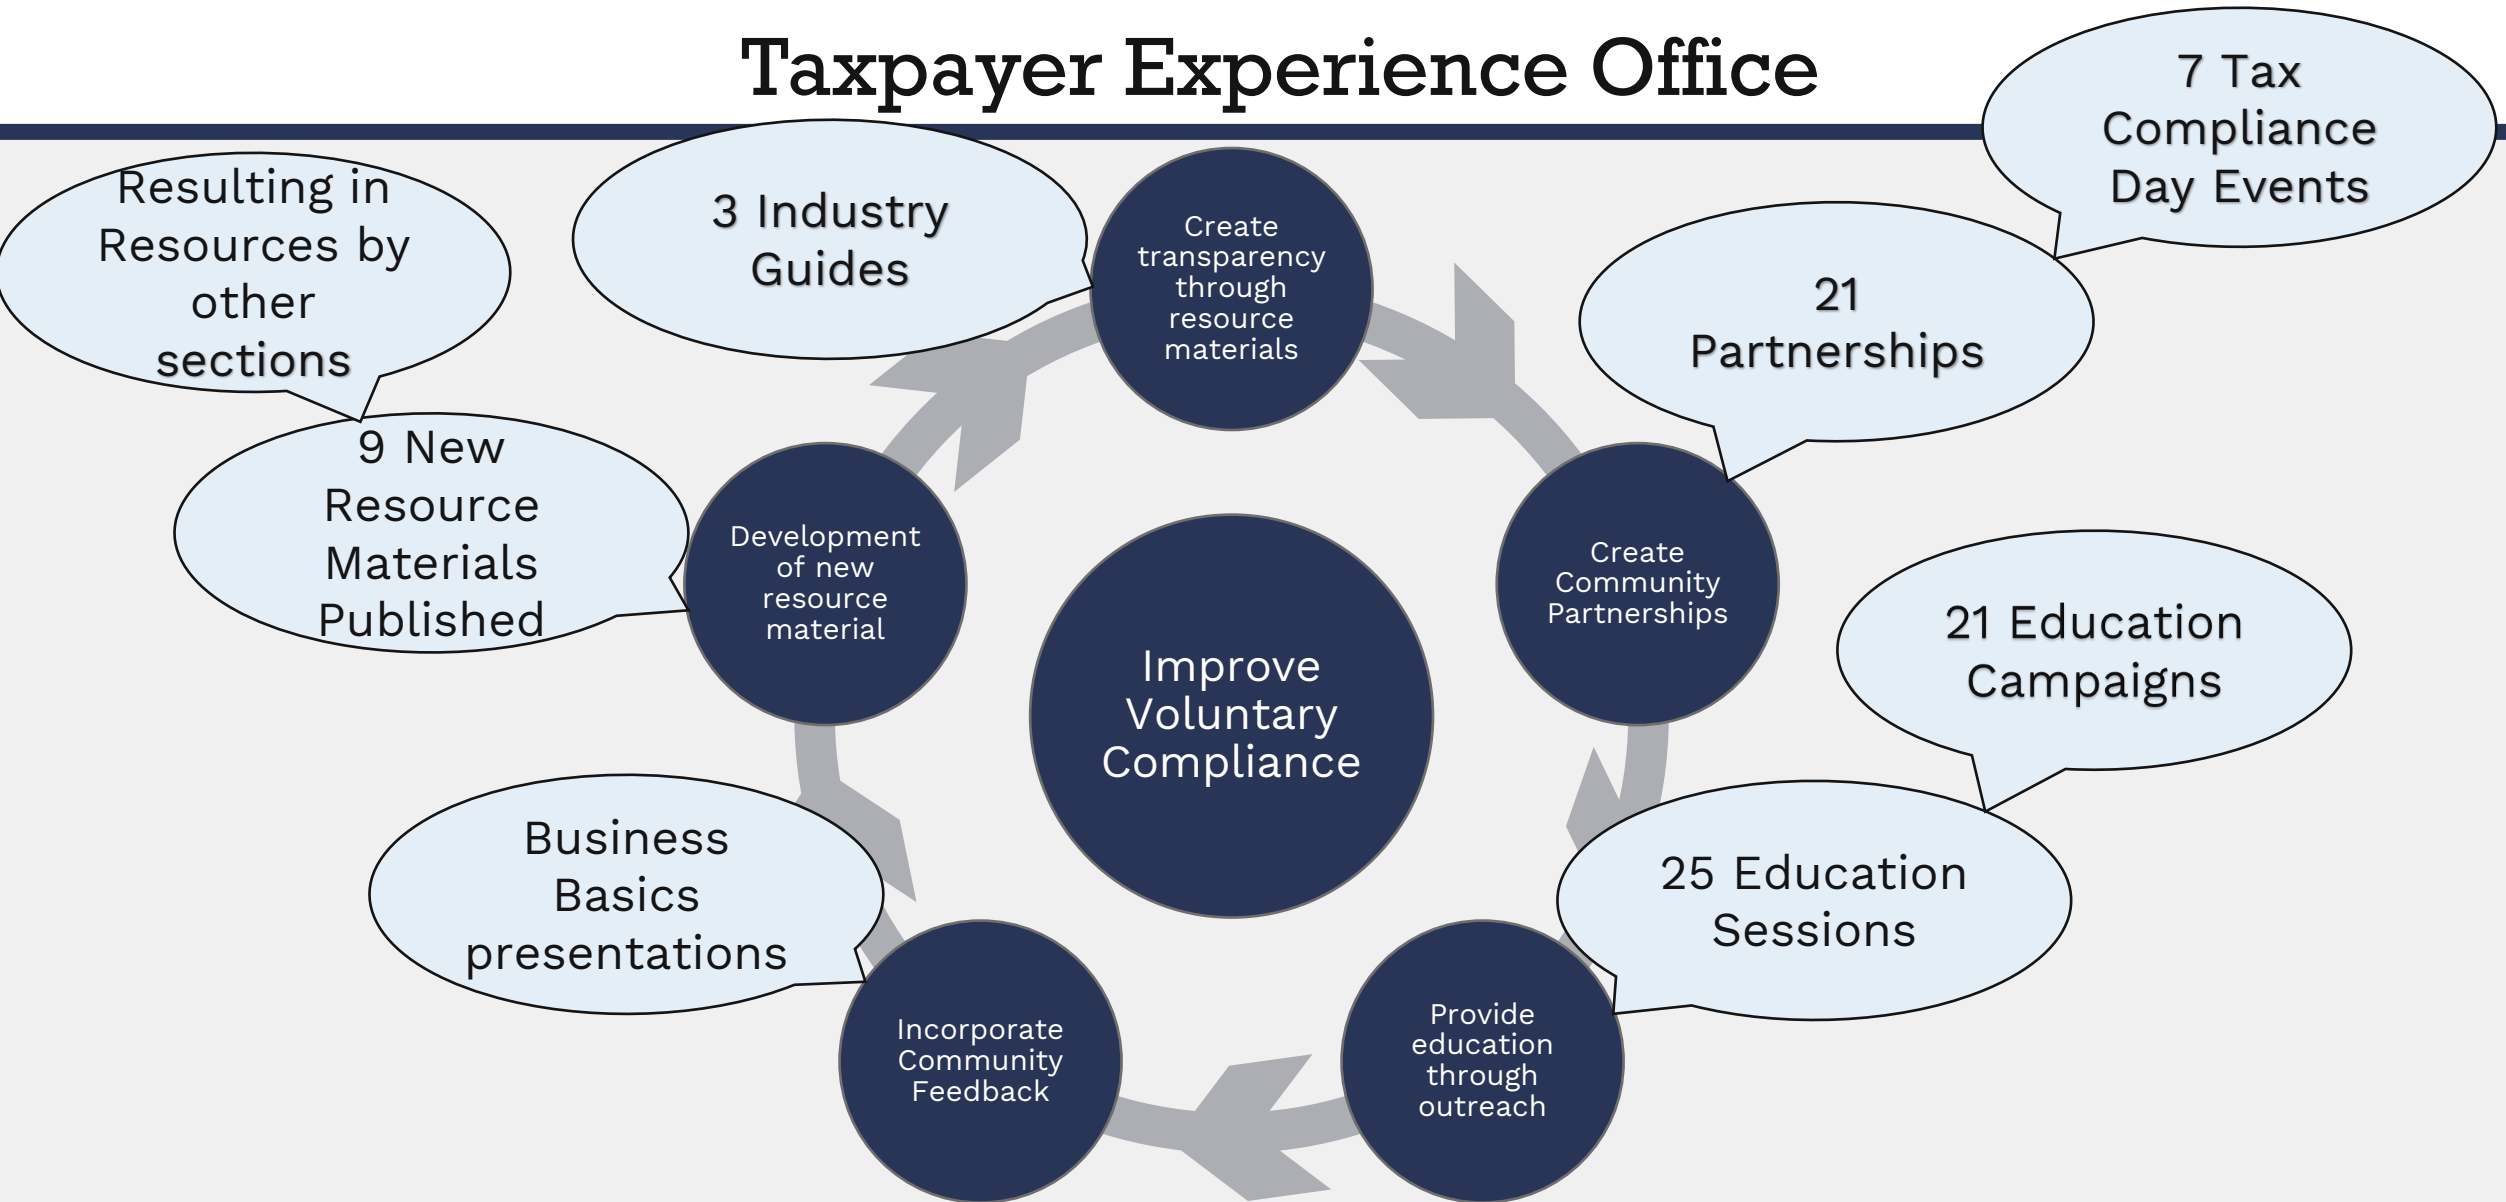 Taxpayer Experience Office
7 Tax
Compliance
Day Events
Resulting in
Resources by
other
sections
3 Industry
Guides
Create
transparency
through
resource
materials
21
Partnerships
9 New
Resource
Materials
Published
Development
of new
resource
material
Create
Community
Partnerships
21 Education
Campaigns
Improve
Voluntary
Compliance
Business
Basics
presentations
25 Education
Sessions
Incorporate
Community
Feedback
Provide
education
through
outreach